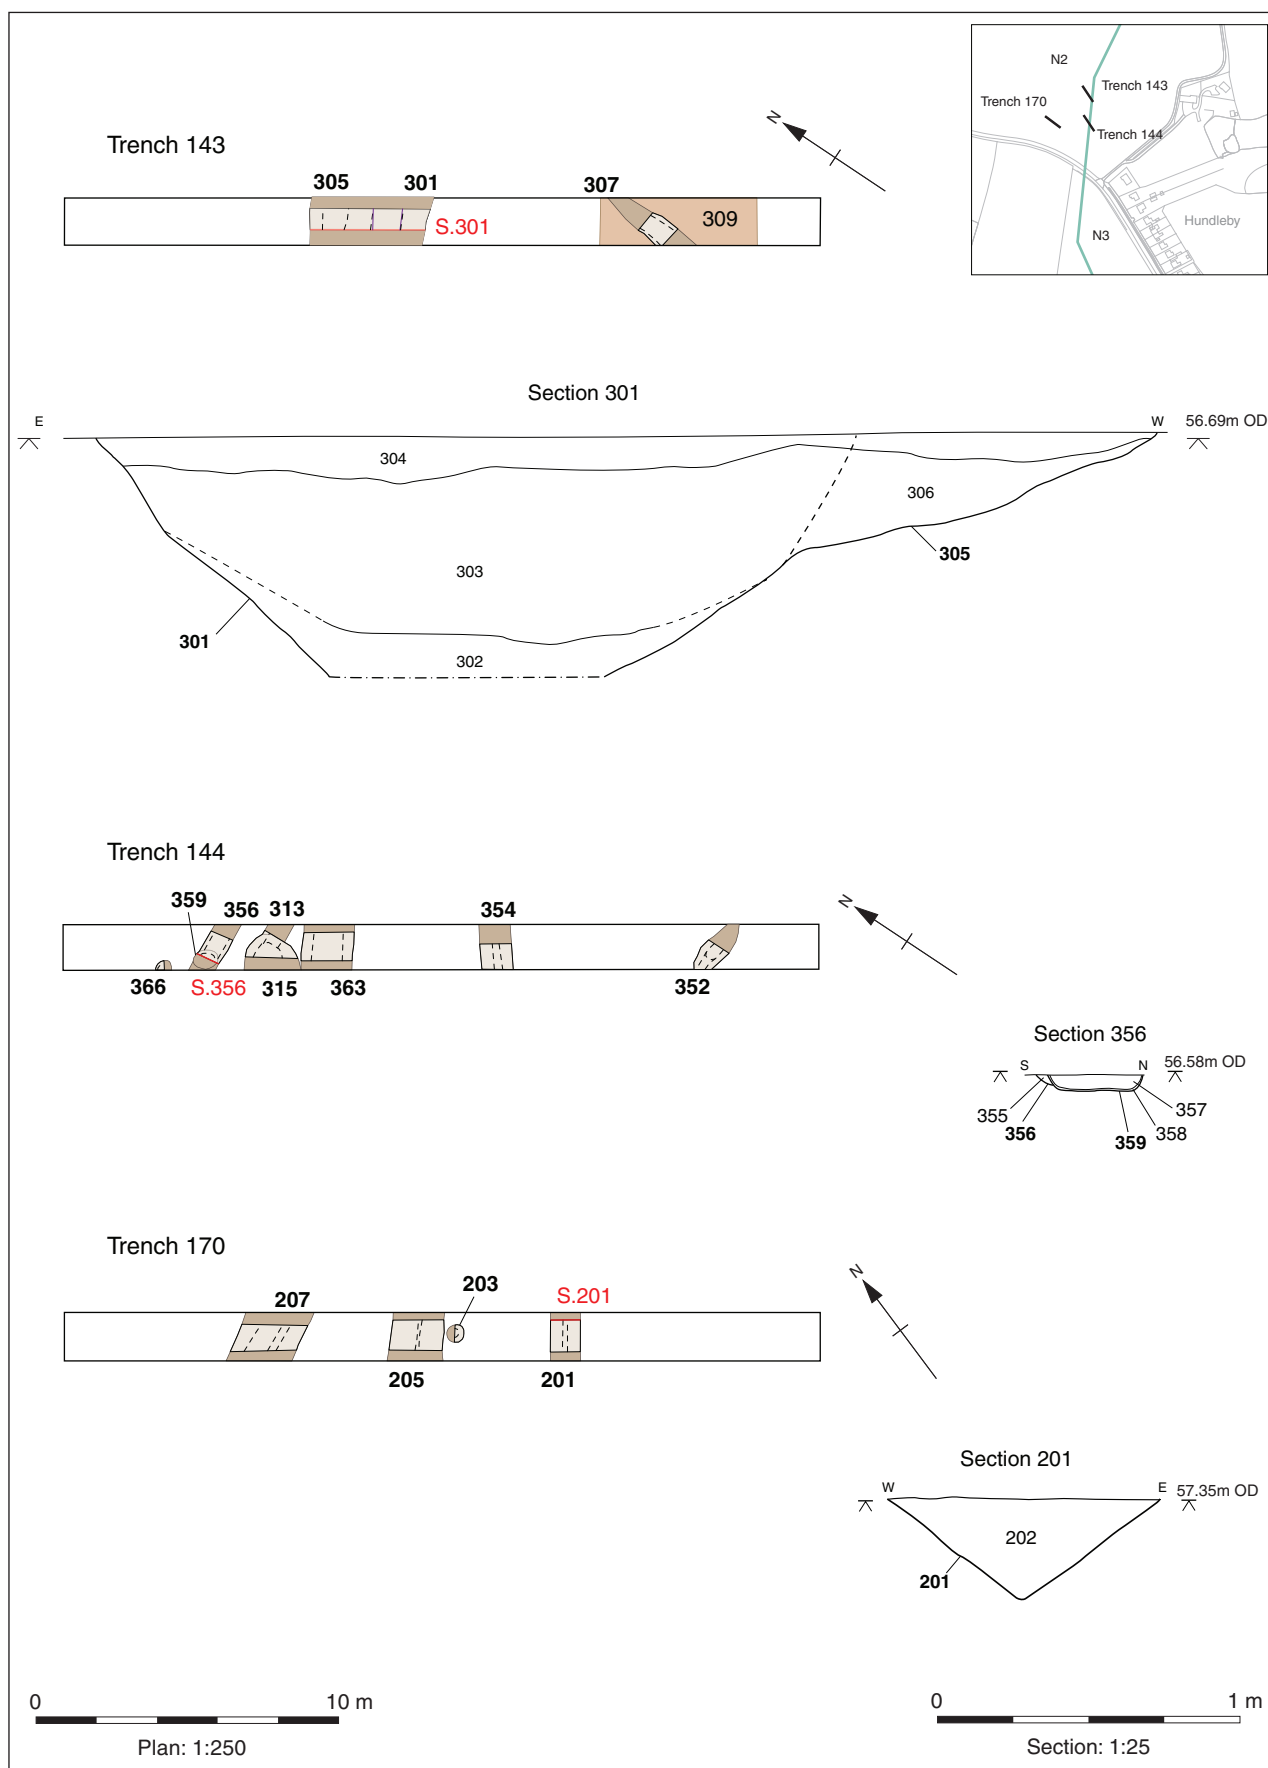 N2
Trench 143
Trench 170
Trench 144
Hundleby
N3
Trench 143
N
305
301
307
309
S.301
Section 301
E
W
56.69m OD
304
306
305
303
301
302
Trench 144
N
359
356
313
354
366
S.356
315
363
352
Section 356
S
N
56.58m OD
355
357
356
359
358
Trench 170
N
207
203
S.201
205
201
Section 201
W
E
57.35m OD
202
201
0
10 m
Plan: 1:250
0
1 m
Section: 1:25